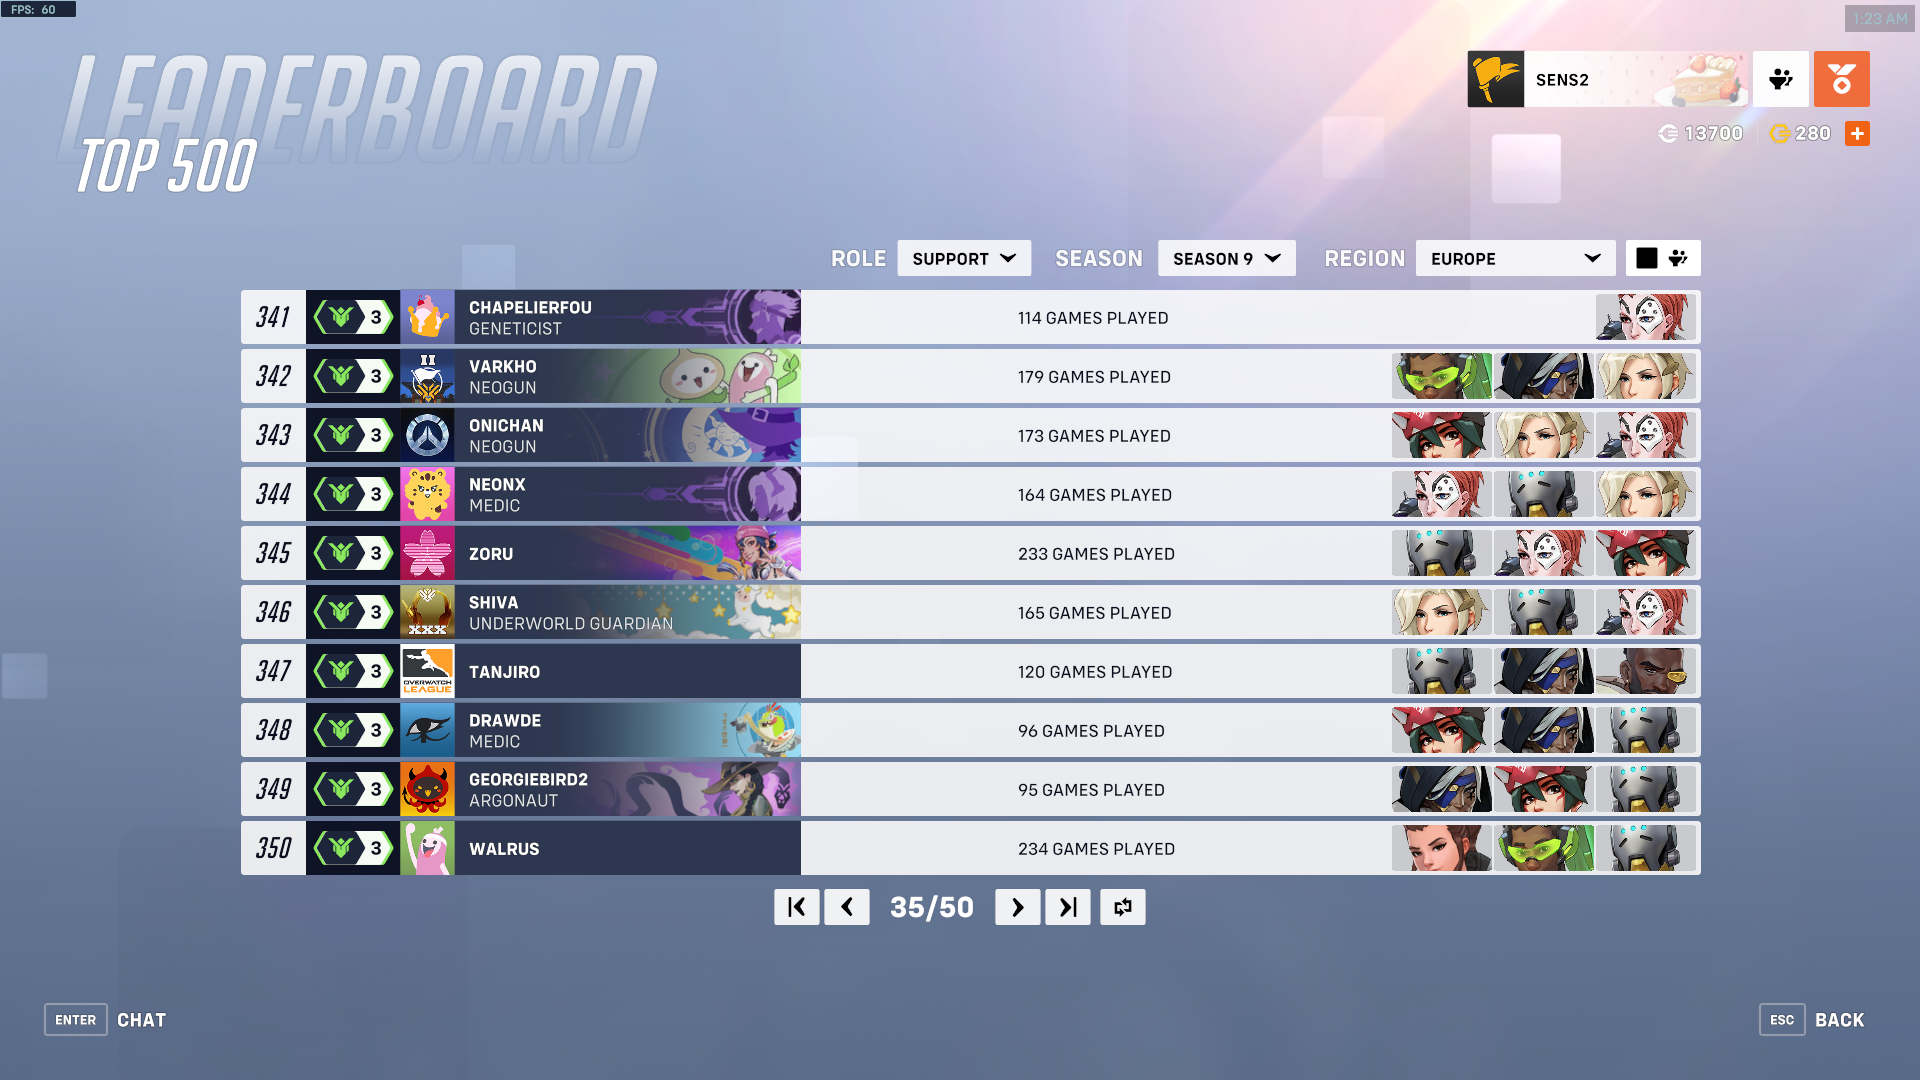 FPS: 60
1:23 AM
LEADERBOARD
TOP 500
SENS2
13700
280
ROLE SUPPORT SEASON SEASON 9 REGION EUROPE
341 3 CHAPELIERFOU 114 GAMES PLAYED
GENETICIST
342 3 VARKHO 179 GAMES PLAYED
NEOGUN
343 3 ONICHAN 173 GAMES PLAYED
NEOGUN
344 3 NEONX 164 GAMES PLAYED
MEDIC
345 3 ZORU 233 GAMES PLAYED
346 3 XXX SHIVA 165 GAMES PLAYED
UNDERWORLD GUARDIAN
347 3 OVERWATCH LEAGUE TANJIRO 120 GAMES PLAYED
348 3 DRAWDE 96 GAMES PLAYED
MEDIC
349 3 GEORGIEBIRD2 95 GAMES PLAYED
ARGONAUT
350 3 WALRUS 234 GAMES PLAYED
35/50
ENTER CHAT
ESC BACK